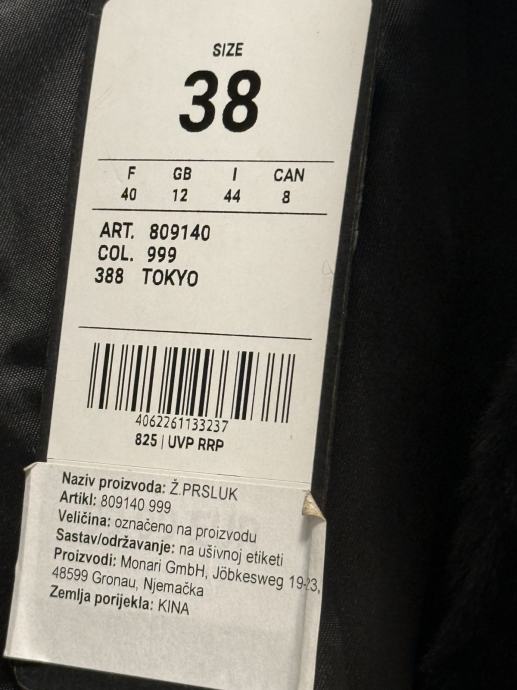 SIZE
38
F GB I CAN
40 12 44 8
ART. 809140
COL. 999
388 TOKYO
4062261133237
825 | UVP RRP
Naziv proizvoda: Ž.PRSLUK
Artikl: 809140 999
Veličina: označeno na proizvodu
Sastav/održavanje: na ušivnoj etiketi
Proizvodi: Monari GmbH, Jöbkesweg 19-23,
48599 Gronau, Njemačka
Zemlja porijekla: KINA